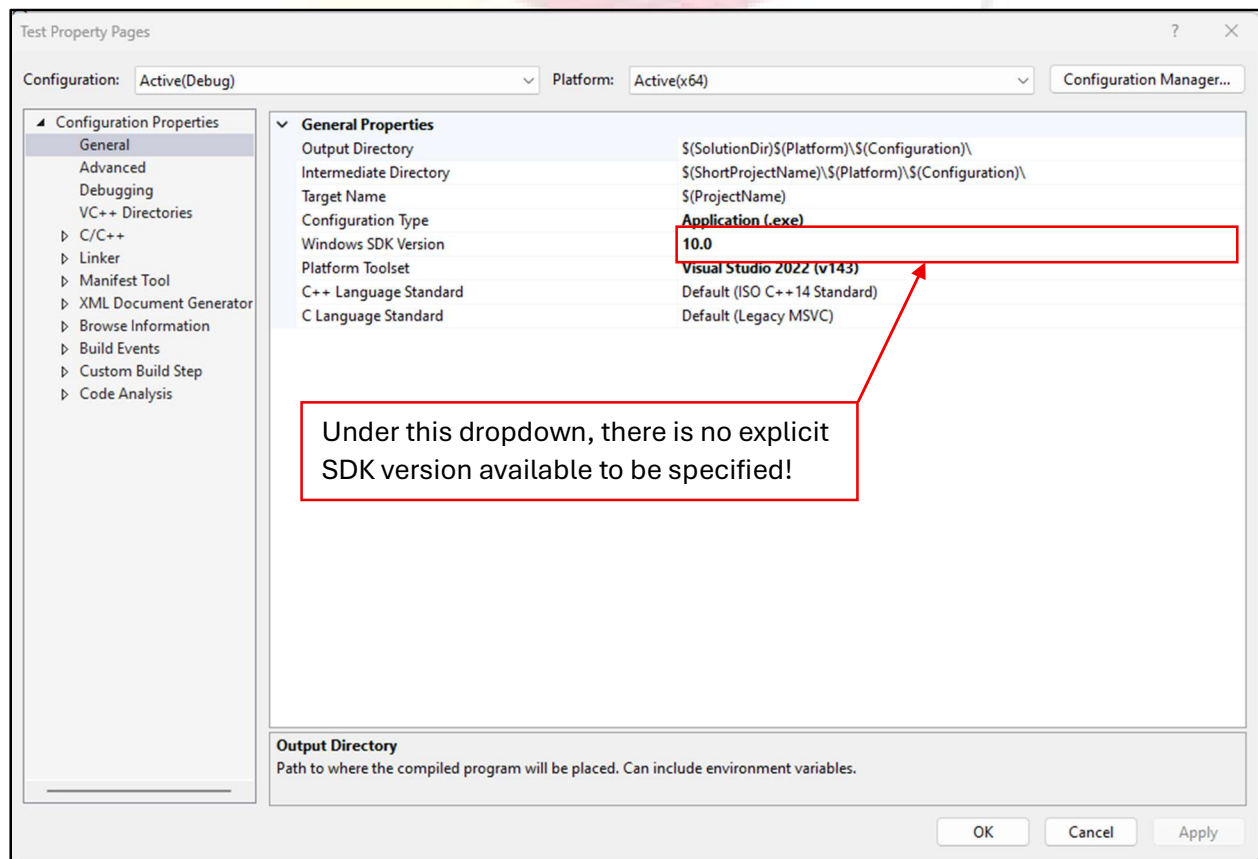 Test Property Pages
?
Configuration: Active(Debug) Platform: Active(x64) Configuration Manager...
Configuration Properties
General
Advanced
Debugging
VC++ Directories
C/C++
Linker
Manifest Tool
XML Document Generator
Browse Information
Build Events
Custom Build Step
Code Analysis
General Properties
Output Directory $(SolutionDir)$(Platform)\$(Configuration)\
Intermediate Directory $(ShortProjectName)\$(Platform)\$(Configuration)\
Target Name $(ProjectName)
Configuration Type Application (.exe)
Windows SDK Version 10.0
Platform Toolset Visual Studio 2022 (v143)
C++ Language Standard Default (ISO C++14 Standard)
C Language Standard Default (Legacy MSVC)
Under this dropdown, there is no explicit
SDK version available to be specified!
Output Directory
Path to where the compiled program will be placed. Can include environment variables.
OK Cancel Apply